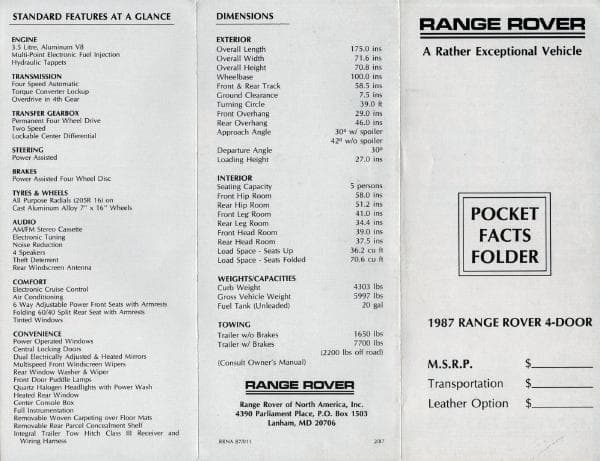 STANDARD FEATURES AT A GLANCE
ENGINE
3.5 Litre, Aluminum V8
Multi-Point Electronic Fuel Injection
Hydraulic Tappets
TRANSMISSION
Four Speed Automatic
Torque Converter Lockup
Overdrive in 4th Gear
TRANSFER GEARBOX
Permanent Four Wheel Drive
Two Speed
Lockable Center Differential
STEERING
Power Assisted
BRAKES
Power Assisted Four Wheel Disc
TYRES & WHEELS
All Purpose Radials (205R 16) on
Cast Aluminum Alloy 7" x 16" Wheels
AUDIO
AM/FM Stereo Cassette
Electronic Tuning
Noise Reduction
4 Speakers
Theft Deterrent
Rear Windscreen Antenna
COMFORT
Electronic Cruise Control
Air Conditioning
6 Way Adjustable Power Front Seats with Armrests
Folding 60/40 Split Rear Seat with Armrests
Tinted Windows
CONVENIENCE
Power Operated Windows
Central Locking Doors
Dual Electrically Adjusted & Heated Mirrors
Multispeed Front Windscreen Wipers
Rear Window Washer & Wiper
Front Door Puddle Lamps
Quartz Halogen Headlights with Power Wash
Heated Rear Window
Center Console Box
Full Instrumentation
Removable Woven Carpeting over Floor Mats
Removable Rear Parcel Concealment Shelf
Integral Trailer Tow Hitch Class III Receiver and
Wiring Harness
DIMENSIONS
EXTERIOR
Overall Length 175.0 ins
Overall Width 71.6 ins
Overall Height 70.8 ins
Wheelbase 100.0 ins
Front & Rear Track 58.5 ins
Ground Clearance 7.5 ins
Turning Circle 39.0 ft
Front Overhang 29.0 ins
Rear Overhang 46.0 ins
Approach Angle 30° w/ spoiler
42° w/o spoiler
Departure Angle 30°
Loading Height 27.0 ins
INTERIOR
Seating Capacity 5 persons
Front Hip Room 58.0 ins
Rear Hip Room 51.2 ins
Front Leg Room 41.0 ins
Rear Leg Room 34.4 ins
Front Head Room 39.0 ins
Rear Head Room 37.5 ins
Load Space - Seats Up 36.2 cu ft
Load Space - Seats Folded 70.6 cu ft
WEIGHTS/CAPACITIES
Curb Weight 4303 lbs
Gross Vehicle Weight 5997 lbs
Fuel Tank (Unleaded) 20 gal
TOWING
Trailer w/o Brakes 1650 lbs
Trailer w/ Brakes 7700 lbs
(2200 lbs off road)
(Consult Owner's Manual)
RANGE ROVER
Range Rover of North America, Inc.
4390 Parliament Place, P.O. Box 1503
Lanham, MD 20706
RRNA 87/011 2/87
RANGE ROVER
A Rather Exceptional Vehicle
POCKET
FACTS
FOLDER
1987 RANGE ROVER 4-DOOR
M.S.R.P. $
Transportation $
Leather Option $